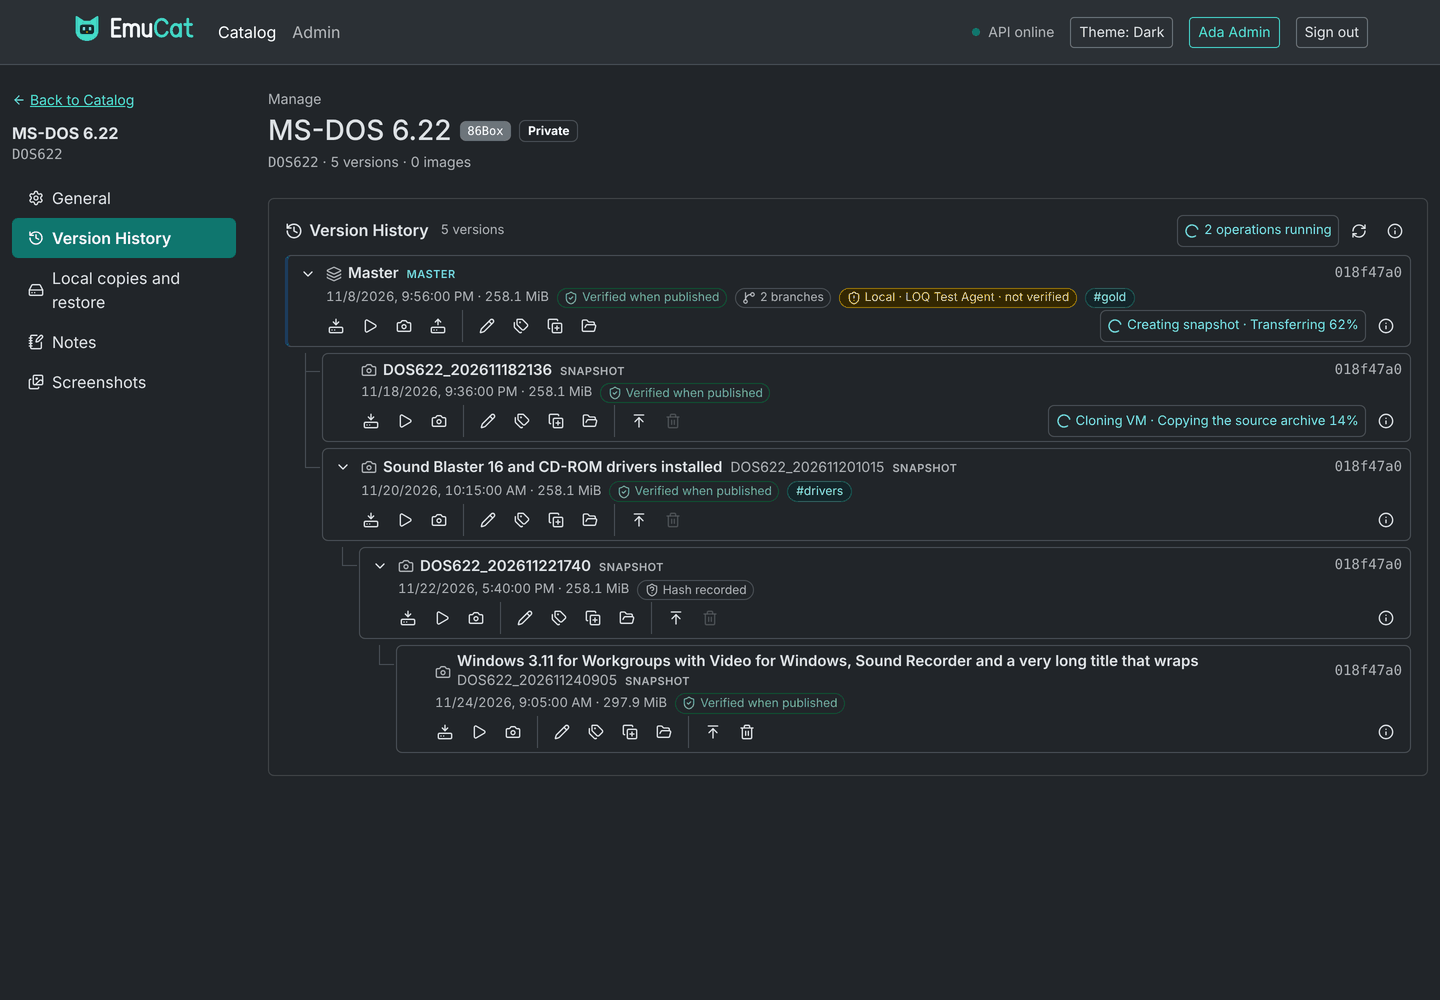 EmuCat
Catalog
Admin
API online
Theme: Dark
Ada Admin
Sign out
Back to Catalog
MS-DOS 6.22
DOS622
General
Version History
Local copies and
restore
Notes
Screenshots
Manage
MS-DOS 6.22 86Box Private
DOS622 · 5 versions · 0 images
Version History 5 versions
2 operations running
Master MASTER 018f47a0
11/8/2026, 9:56:00 PM · 258.1 MiB Verified when published 2 branches Local · LOQ Test Agent · not verified #gold
Creating snapshot · Transferring 62%
DOS622_202611182136 SNAPSHOT 018f47a0
11/18/2026, 9:36:00 PM · 258.1 MiB Verified when published
Cloning VM · Copying the source archive 14%
Sound Blaster 16 and CD-ROM drivers installed DOS622_202611201015 SNAPSHOT 018f47a0
11/20/2026, 10:15:00 AM · 258.1 MiB Verified when published #drivers
DOS622_202611221740 SNAPSHOT 018f47a0
11/22/2026, 5:40:00 PM · 258.1 MiB Hash recorded
Windows 3.11 for Workgroups with Video for Windows, Sound Recorder and a very long title that wraps
DOS622_202611240905 SNAPSHOT 018f47a0
11/24/2026, 9:05:00 AM · 297.9 MiB Verified when published